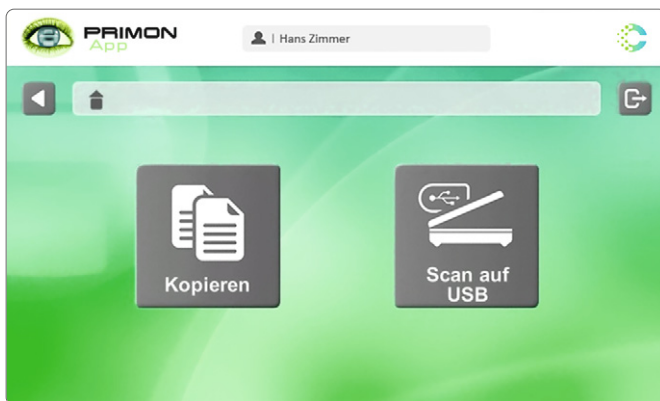 PRIMON
App
| Hans Zimmer
Kopieren
Scan auf
USB